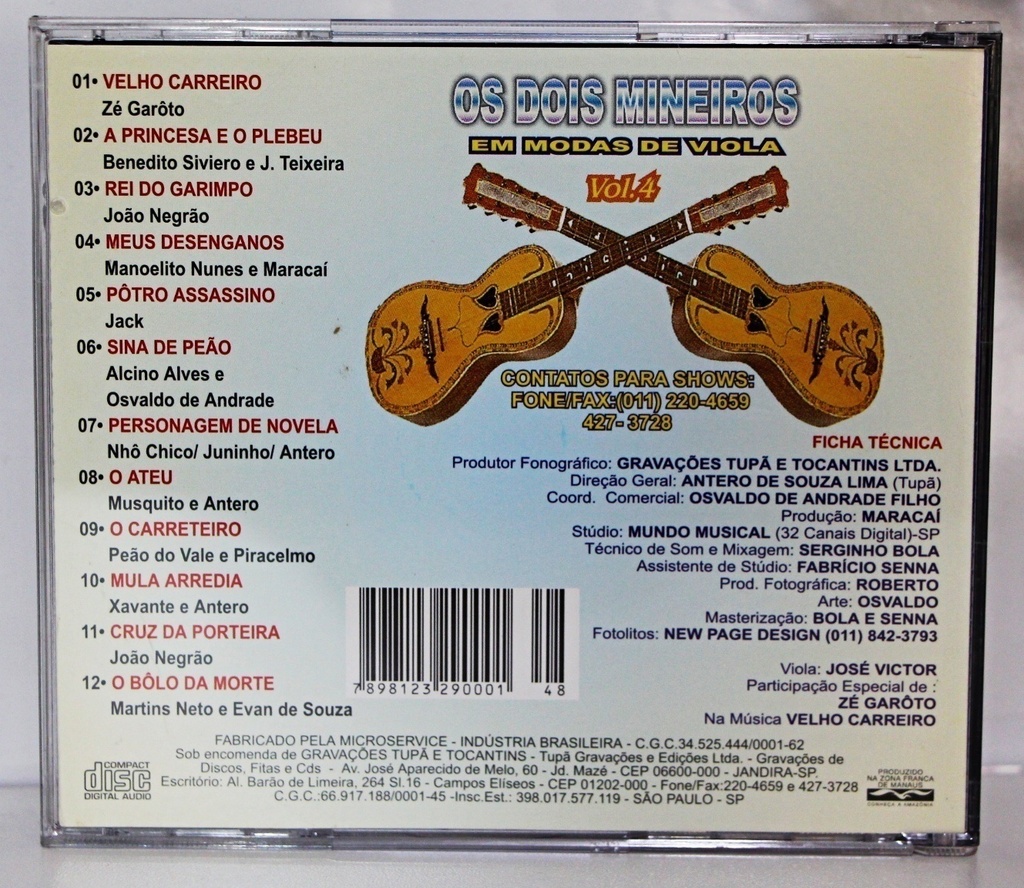 01• VELHO CARREIRO
Zé Garôto
02• A PRINCESA E O PLEBEU
Benedito Siviero e J. Teixeira
03• REI DO GARIMPO
João Negrão
04• MEUS DESENGANOS
Manoelito Nunes e Maracaí
05• PÔTRO ASSASSINO
Jack
06• SINA DE PEÃO
Alcino Alves e
Osvaldo de Andrade
07• PERSONAGEM DE NOVELA
Nhô Chico/ Juninho/ Antero
08• O ATEU
Musquito e Antero
09• O CARRETEIRO
Peão do Vale e Piracelmo
10• MULA ARREDIA
Xavante e Antero
11• CRUZ DA PORTEIRA
João Negrão
12• O BÔLO DA MORTE
Martins Neto e Evan de Souza
OS DOIS MINEIROS
EM MODAS DE VIOLA
Vol.4
CONTATOS PARA SHOWS:
FONE/FAX:(011) 220-4659
427- 3728
FICHA TÉCNICA
Produtor Fonográfico: GRAVAÇÕES TUPÃ E TOCANTINS LTDA.
Direção Geral: ANTERO DE SOUZA LIMA (Tupã)
Coord. Comercial: OSVALDO DE ANDRADE FILHO
Produção: MARACAÍ
Stúdio: MUNDO MUSICAL (32 Canais Digital)-SP
Técnico de Som e Mixagem: SERGINHO BOLA
Assistente de Stúdio: FABRÍCIO SENNA
Prod. Fotográfica: ROBERTO
Arte: OSVALDO
Masterização: BOLA E SENNA
Fotolitos: NEW PAGE DESIGN (011) 842-3793
Viola: JOSÉ VICTOR
Participação Especial de :
ZÉ GARÔTO
Na Música VELHO CARREIRO
7 898123 290001 48
FABRICADO PELA MICROSERVICE - INDÚSTRIA BRASILEIRA - C.G.C.34.525.444/0001-62
Sob encomenda de GRAVAÇÕES TUPÃ E TOCANTINS - Tupã Gravações e Edições Ltda. - Gravações de
Discos, Fitas e Cds - Av. José Aparecido de Melo, 60 - Jd. Mazé - CEP 06600-000 - JANDIRA-SP.
Escritório: Al. Barão de Limeira, 264 Sl.16 - Campos Elíseos - CEP 01202-000 - Fone/Fax:220-4659 e 427-3728
C.G.C.:66.917.188/0001-45 -Insc.Est.: 398.017.577.119 - SÃO PAULO - SP
COMPACT
disc
DIGITAL AUDIO
PRODUZIDO
NA ZONA FRANCA
DE MANAUS
CONHEÇA A AMAZÔNIA